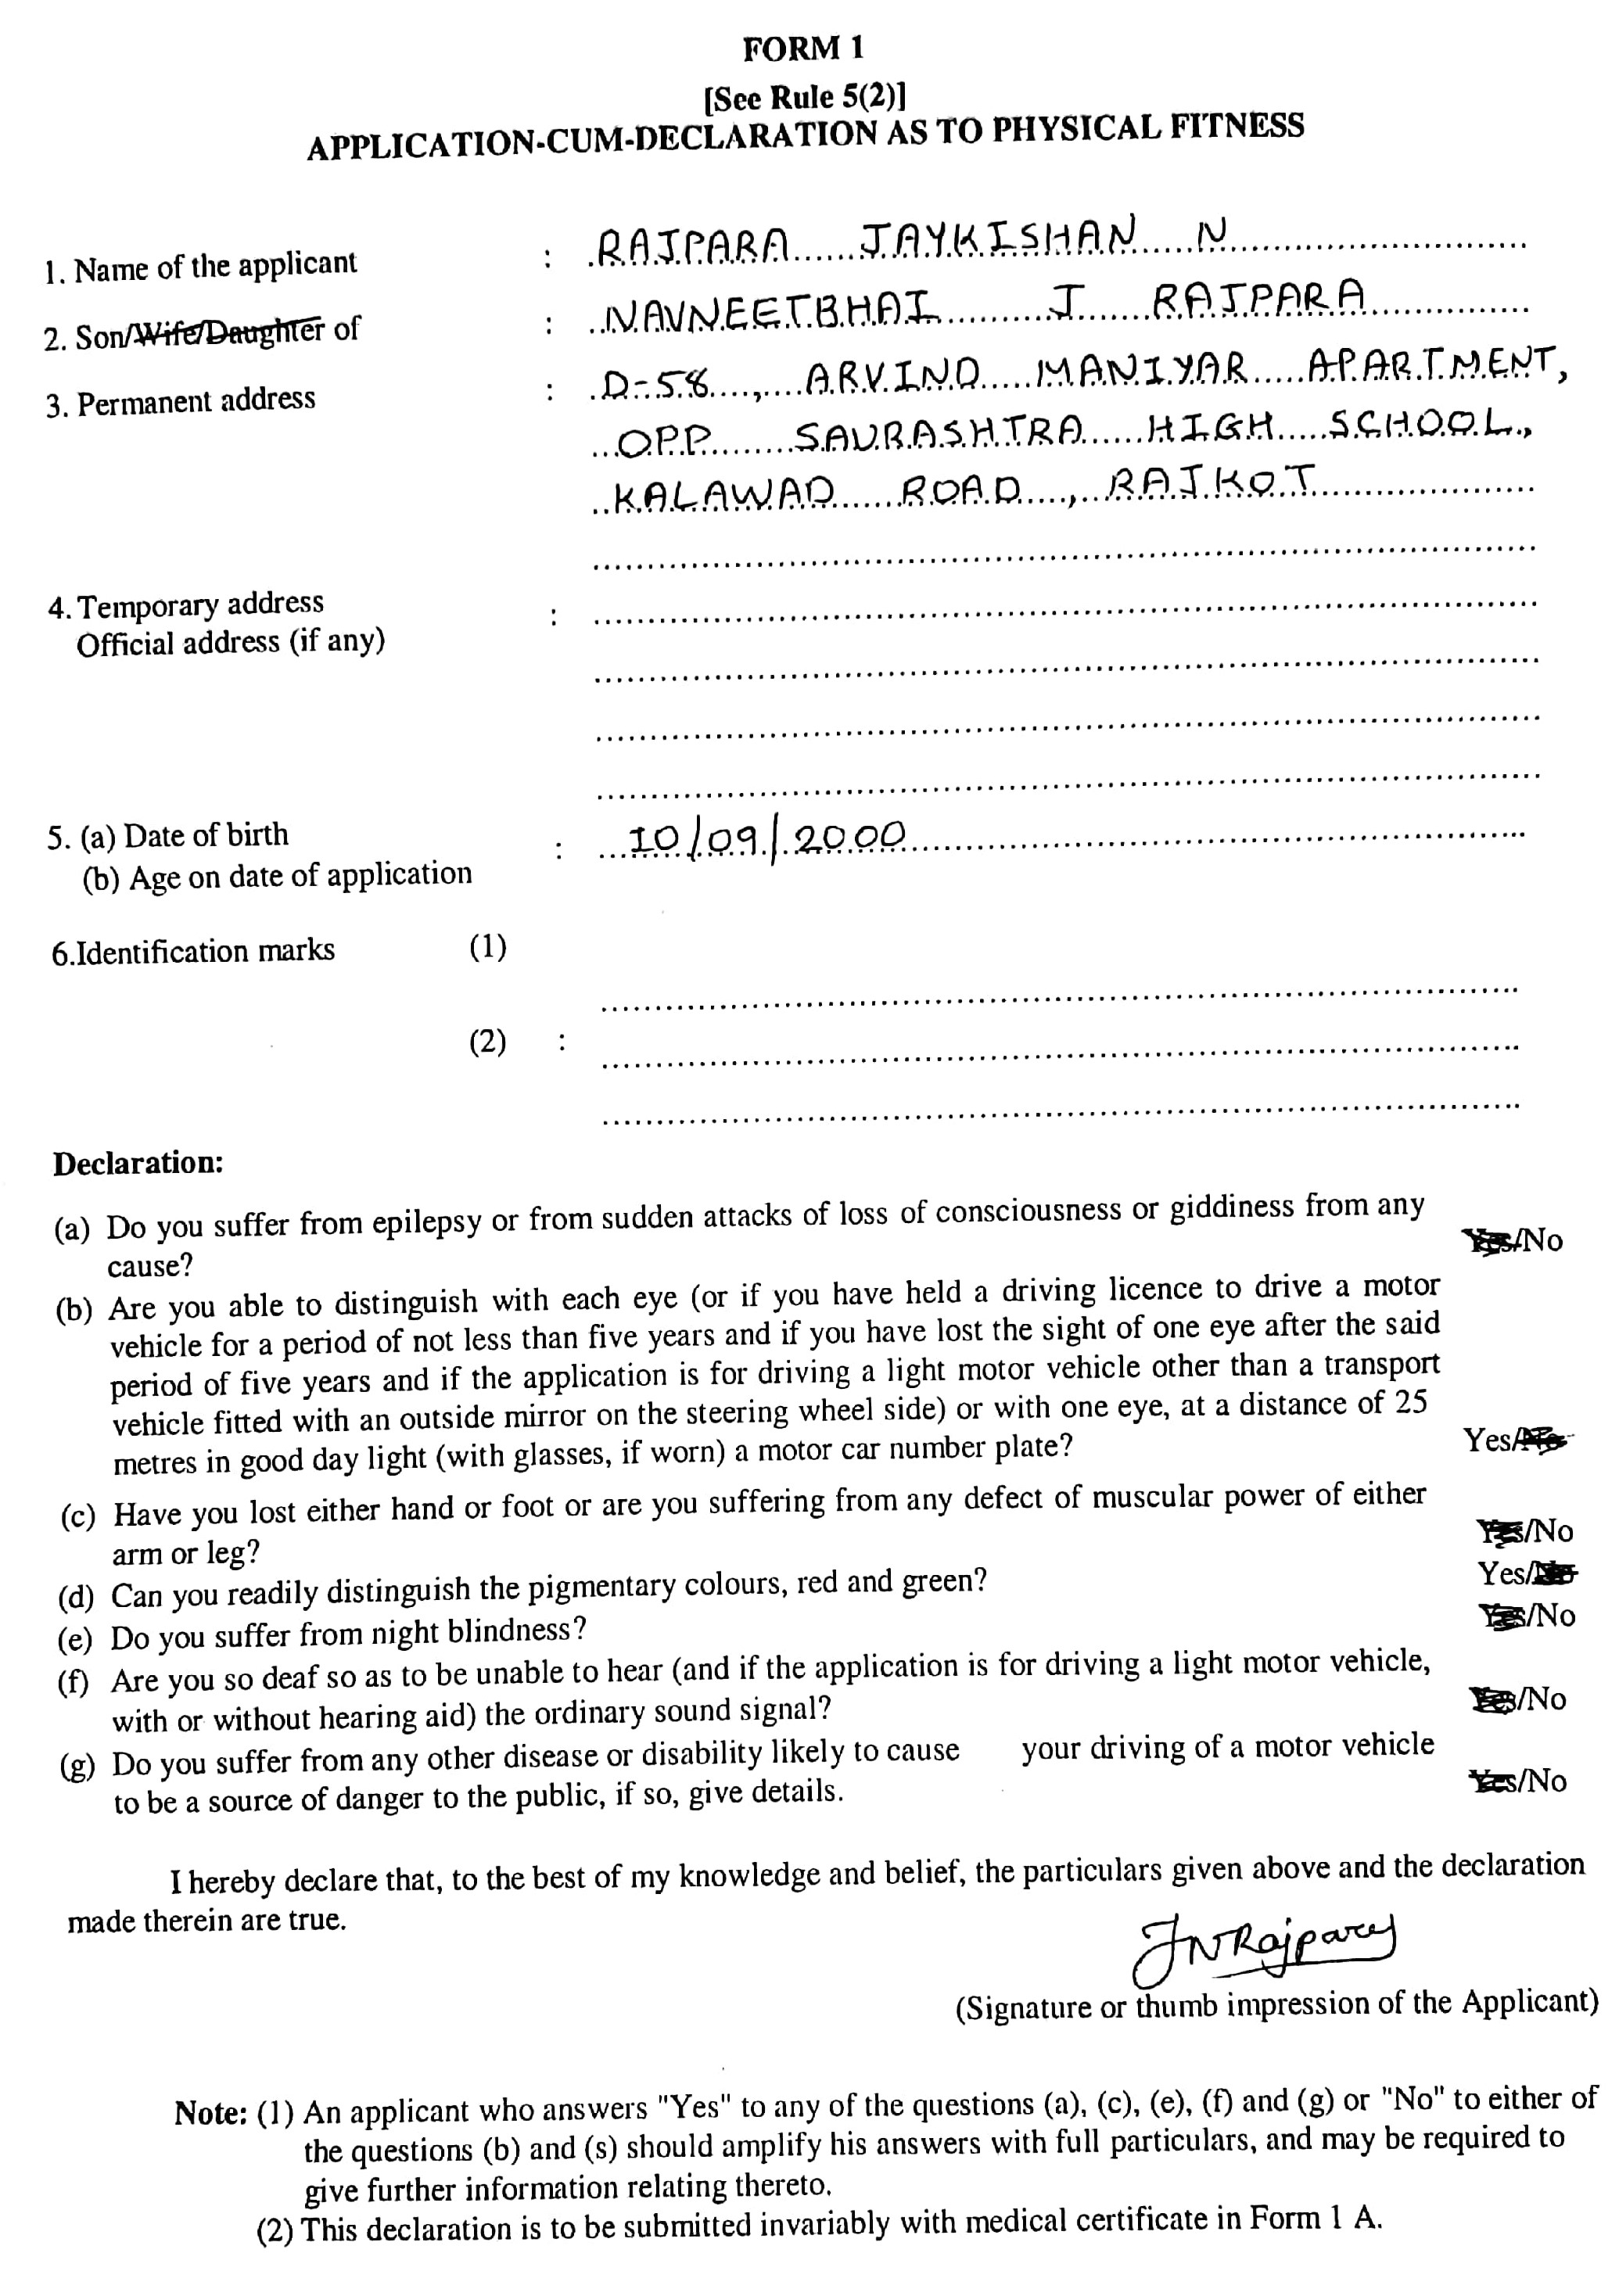 FORM 1
[See Rule 5(2)]
APPLICATION-CUM-DECLARATION AS TO PHYSICAL FITNESS
1. Name of the applicant : RAJPARA JAYKISHAN N
2. Son/Wife/Daughter of : NAVNEETBHAI J RAJPARA
3. Permanent address : D-58, ARVIND MANIYAR APARTMENT,
OPP SAURASHTRA HIGH SCHOOL,
KALAWAD ROAD, RAJKOT
4. Temporary address :
Official address (if any)
5. (a) Date of birth : 10/09/2000
(b) Age on date of application
6.Identification marks (1)
(2) :
Declaration:
(a) Do you suffer from epilepsy or from sudden attacks of loss of consciousness or giddiness from any
cause? Yes/No
(b) Are you able to distinguish with each eye (or if you have held a driving licence to drive a motor
vehicle for a period of not less than five years and if you have lost the sight of one eye after the said
period of five years and if the application is for driving a light motor vehicle other than a transport
vehicle fitted with an outside mirror on the steering wheel side) or with one eye, at a distance of 25
metres in good day light (with glasses, if worn) a motor car number plate? Yes/No
(c) Have you lost either hand or foot or are you suffering from any defect of muscular power of either
arm or leg? Yes/No
(d) Can you readily distinguish the pigmentary colours, red and green? Yes/No
(e) Do you suffer from night blindness? Yes/No
(f) Are you so deaf so as to be unable to hear (and if the application is for driving a light motor vehicle,
with or without hearing aid) the ordinary sound signal? Yes/No
(g) Do you suffer from any other disease or disability likely to cause your driving of a motor vehicle
to be a source of danger to the public, if so, give details. Yes/No
I hereby declare that, to the best of my knowledge and belief, the particulars given above and the declaration
made therein are true.
JNRajpara
(Signature or thumb impression of the Applicant)
Note: (1) An applicant who answers "Yes" to any of the questions (a), (c), (e), (f) and (g) or "No" to either of
the questions (b) and (s) should amplify his answers with full particulars, and may be required to
give further information relating thereto.
(2) This declaration is to be submitted invariably with medical certificate in Form 1 A.